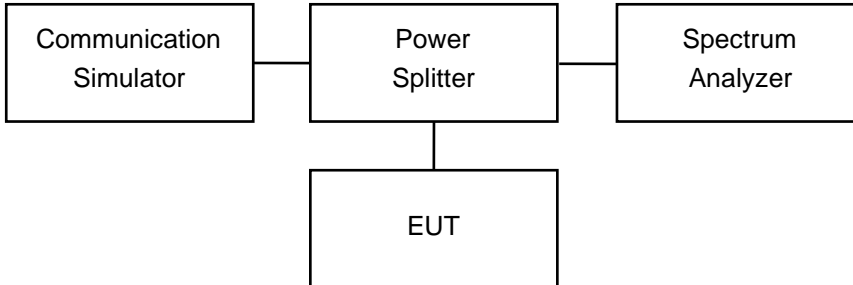 Communication
Simulator
Power
Splitter
Spectrum
Analyzer
EUT